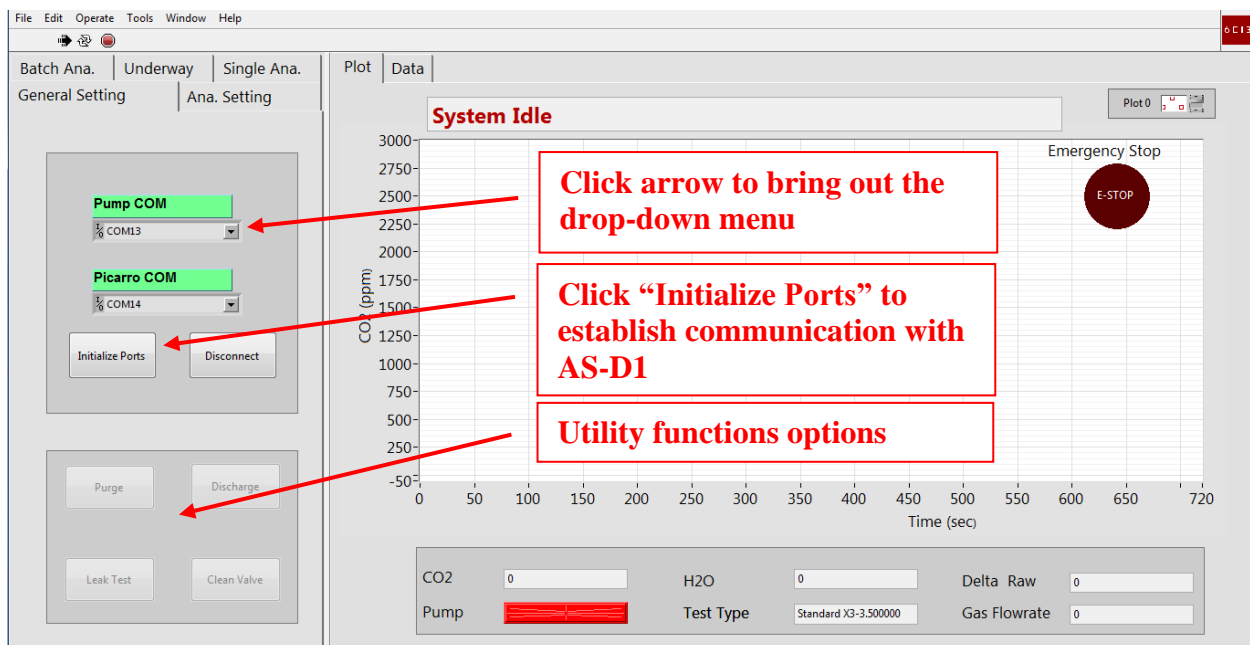 File Edit Operate Tools Window Help
Batch Ana. Underway Single Ana.
General Setting Ana. Setting
Plot Data
Plot 0
System Idle
Pump COM
COM13
Picarro COM
COM14
Initialize Ports Disconnect
Purge Discharge
Leak Test Clean Valve
Emergency Stop
E-STOP
Click arrow to bring out the
drop-down menu
Click “Initialize Ports” to
establish communication with
AS-D1
Utility functions options
CO2 (ppm)
3000
2750
2500
2250
2000
1750
1500
1250
1000
750
500
250
-50
0 50 100 150 200 250 300 350 400 450 500 550 600 650 720
Time (sec)
CO2 0 H2O 0 Delta Raw 0
Pump Test Type Standard X3-3.500000 Gas Flowrate 0